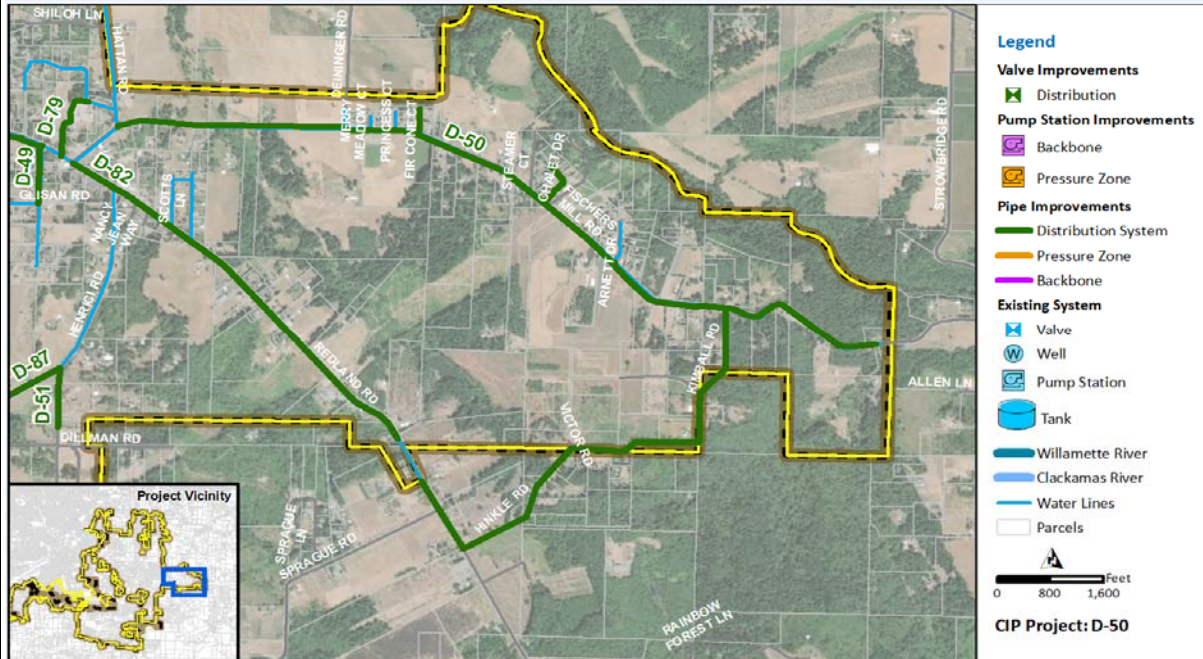 SHILOH LN
HATTAN RD
MERRY MEADOW CT
DEININGER RD
PRINCESS CT
FIR CONE CT
D-79
D-49
D-82
D-50
STEAMER CT
CHALET DR
FISCHERS MILL RD
STROWBRIDGE RD
GLISAN RD
NANCY JEAN WAY
SCOTTS LN
ARNETT DR
HENRICI RD
REDLAND RD
KIMBALL RD
ALLEN LN
D-87
D-51
DILLMAN RD
VICTOR RD
HINKLE RD
SPRAGUE LN
SPRAGUE RD
RAINBOW FOREST LN
Project Vicinity
Legend
Valve Improvements
Distribution
Pump Station Improvements
Backbone
Pressure Zone
Pipe Improvements
Distribution System
Pressure Zone
Backbone
Existing System
Valve
W Well
Pump Station
Tank
Willamette River
Clackamas River
Water Lines
Parcels
Feet
0 800 1,600
CIP Project: D-50